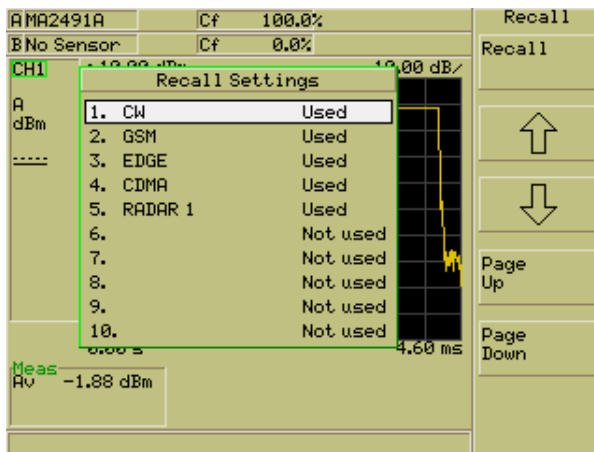 A MA2491A Cf 100.0%
B No Sensor Cf 0.0%
CH1
10.00 dB/
A
dBm
-----
Recall Settings
1. CW Used
2. GSM Used
3. EDGE Used
4. CDMA Used
5. RADAR 1 Used
6. Not used
7. Not used
8. Not used
9. Not used
10. Not used
4.60 ms
Meas
Av -1.88 dBm
Recall
Recall
Page
Up
Page
Down